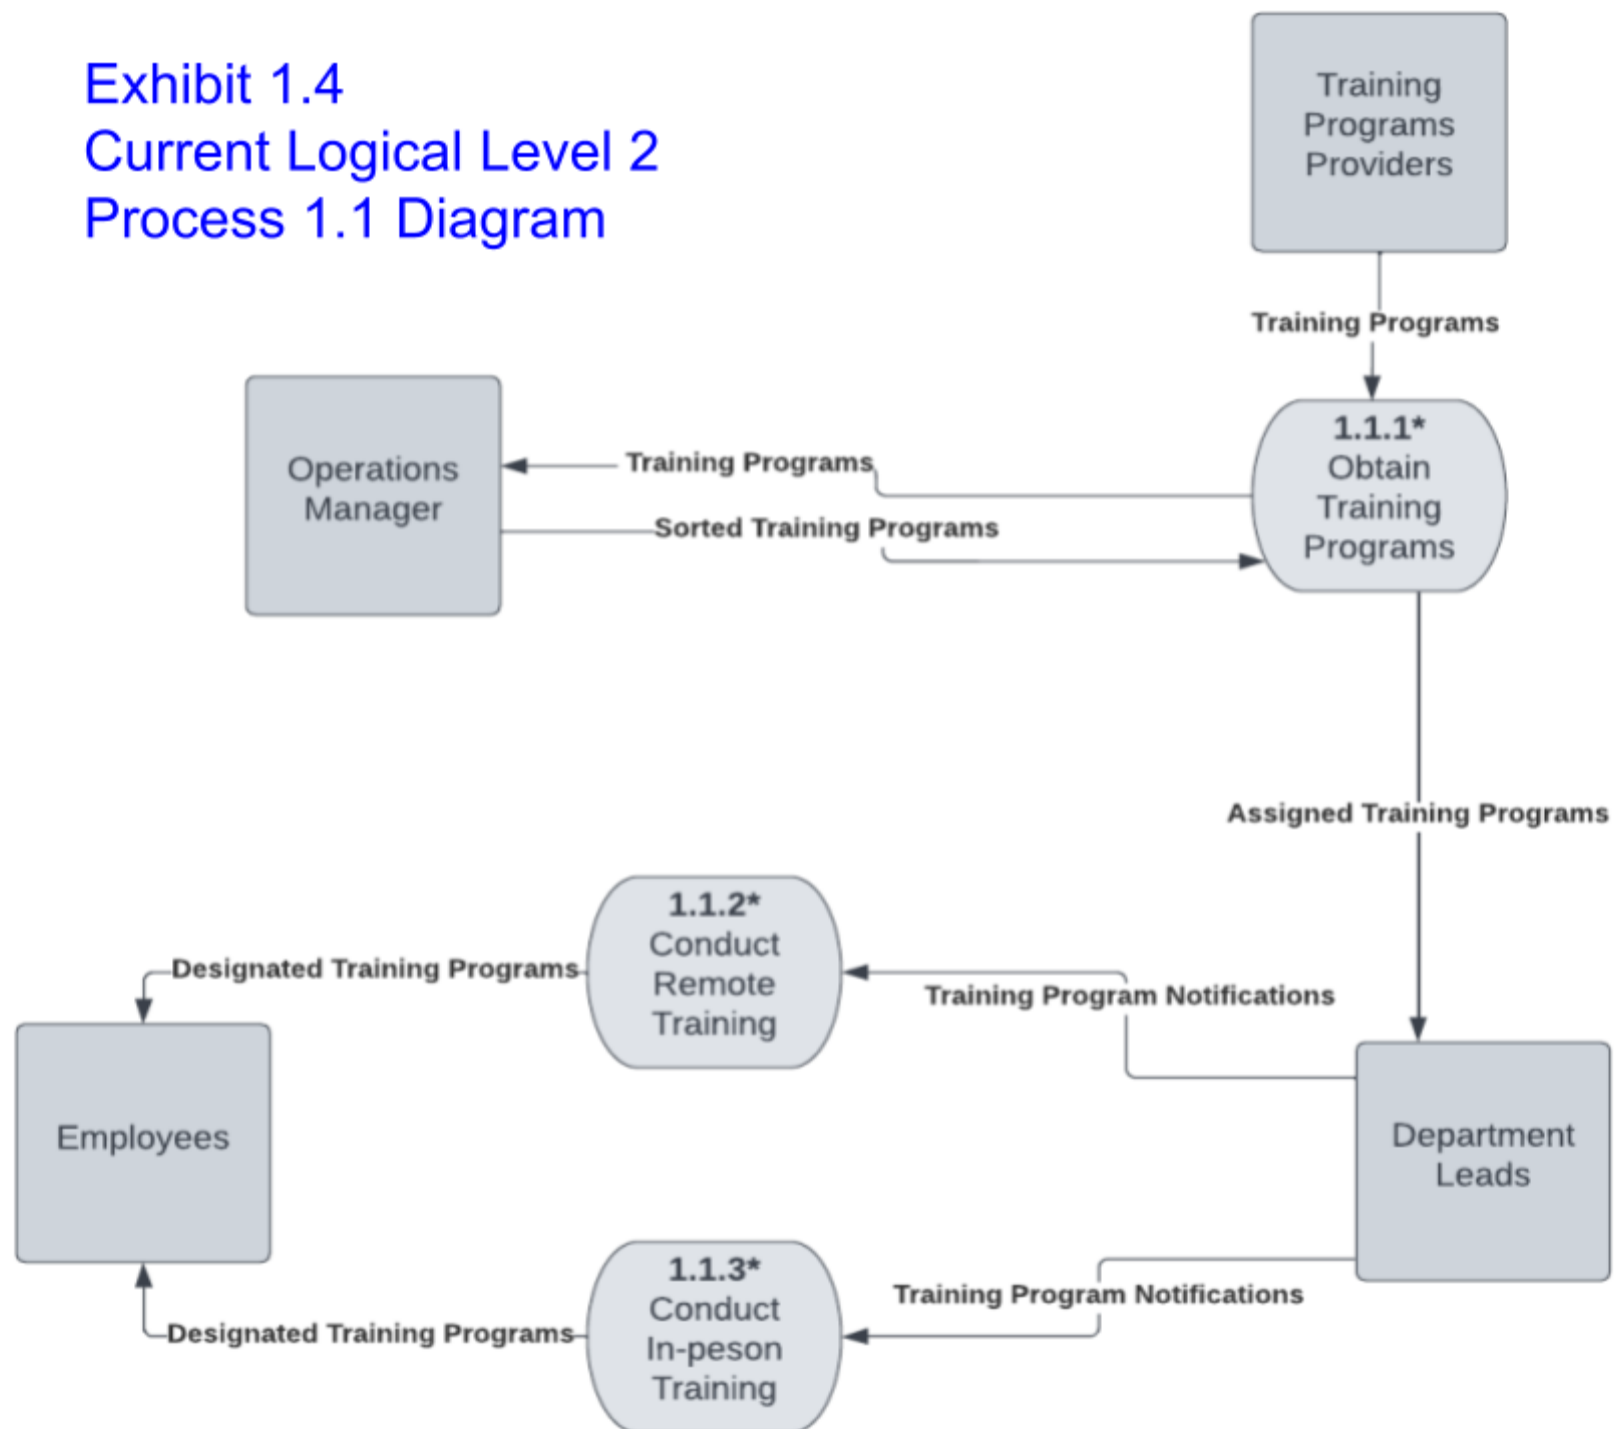 Exhibit 1.4
Current Logical Level 2
Process 1.1 Diagram
Training
Programs
Providers
Training Programs
Operations
Manager
Training Programs
Sorted Training Programs
1.1.1*
Obtain
Training
Programs
Assigned Training Programs
1.1.2*
Conduct
Remote
Training
Designated Training Programs
Training Program Notifications
Employees
Department
Leads
1.1.3*
Conduct
In-peson
Training
Designated Training Programs
Training Program Notifications